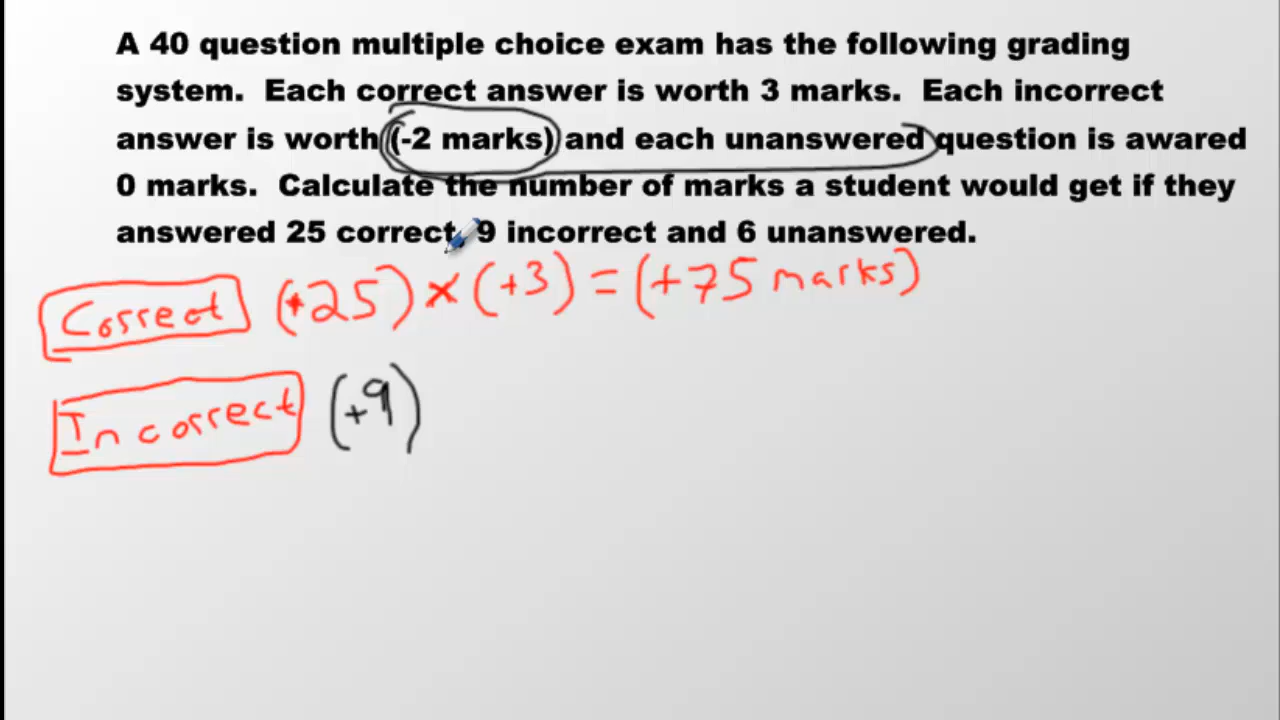 A 40 question multiple choice exam has the following grading
system. Each correct answer is worth 3 marks. Each incorrect
answer is worth (-2 marks) and each unanswered question is awared
0 marks. Calculate the number of marks a student would get if they
answered 25 correct, 9 incorrect and 6 unanswered.
Correct (+25) × (+3) = (+75 marks)
Incorrect (+9)